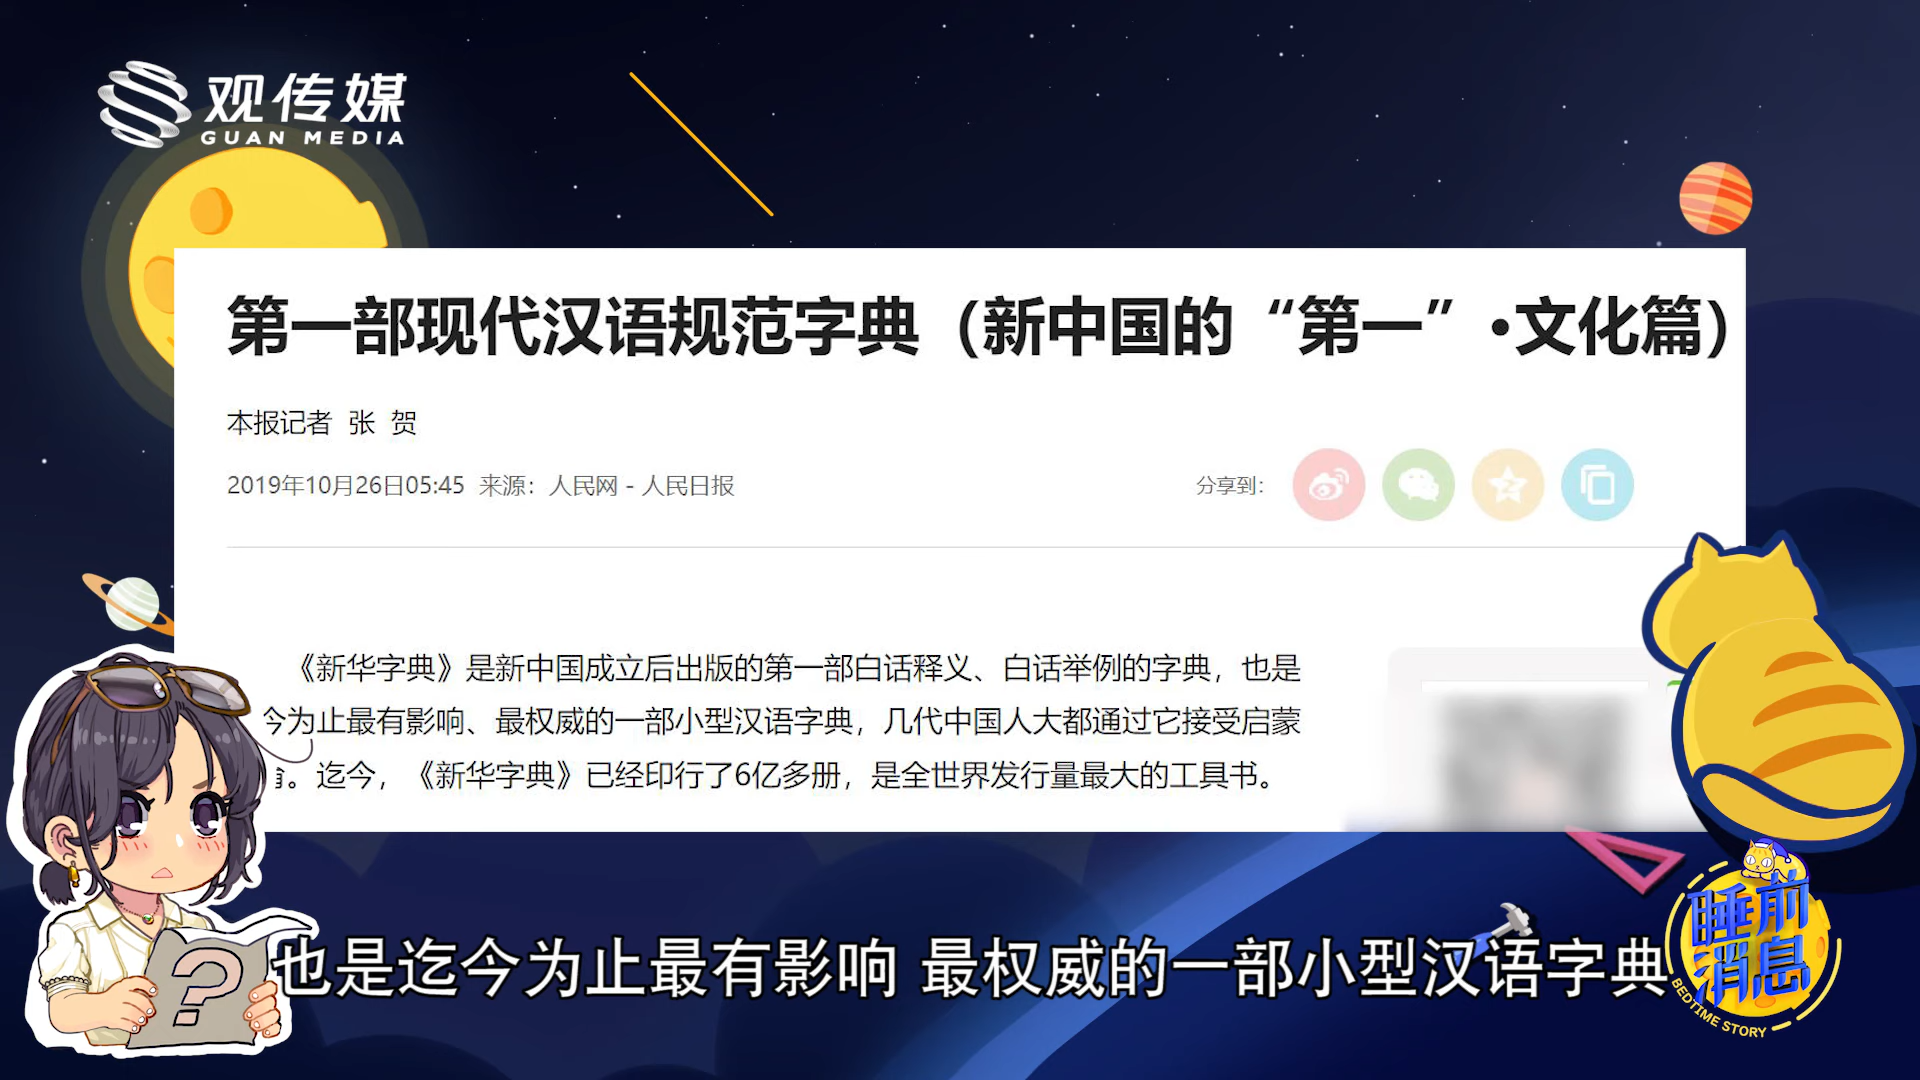 观传媒
GUAN MEDIA
第一部现代汉语规范字典（新中国的“第一”·文化篇）
本报记者 张 贺
2019年10月26日05:45 来源：人民网－人民日报
分享到：
《新华字典》是新中国成立后出版的第一部白话释义、白话举例的字典，也是
今为止最有影响、最权威的一部小型汉语字典，几代中国人大都通过它接受启蒙
。迄今，《新华字典》已经印行了6亿多册，是全世界发行量最大的工具书。
?
也是迄今为止最有影响 最权威的一部小型汉语字典
睡前
消息
BEDTIME STORY